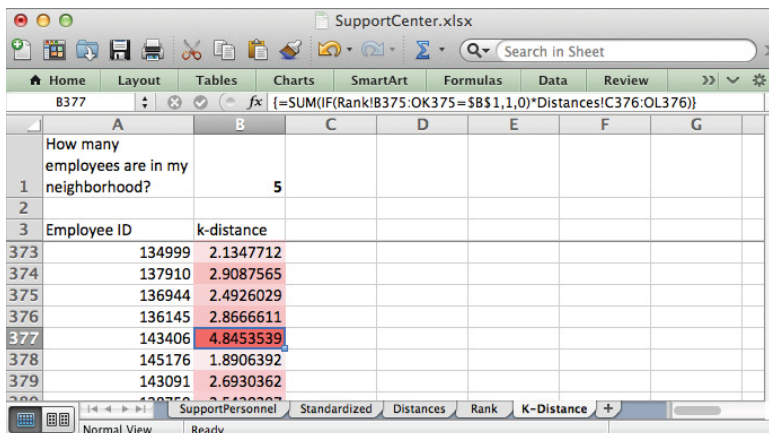 SupportCenter.xlsx
Search in Sheet
Home Layout Tables Charts SmartArt Formulas Data Review
B377 fx {=SUM(IF(Rank!B375:OK375=$B$1,1,0)*Distances!C376:OL376)}
A B C D E F G
How many
employees are in my
1 neighborhood? 5
2
3 Employee ID k-distance
373 134999 2.1347712
374 137910 2.9087565
375 136944 2.4926029
376 136145 2.8666611
377 143406 4.8453539
378 145176 1.8906392
379 143091 2.6930362
SupportPersonnel Standardized Distances Rank K-Distance +
Normal View Ready